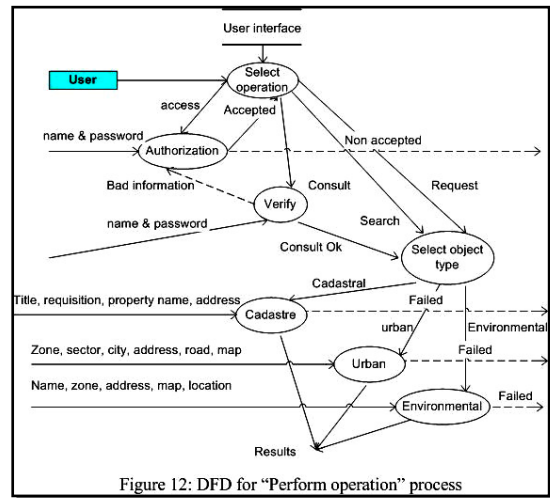 User interface
User
Select
operation
access
Accepted
name & password
Authorization
Non accepted
Bad information
Consult
Request
Verify
name & password
Search
Consult Ok
Select object
type
Cadastral
Title, requisition, property name, address
Cadastre
Failed
urban
Environmental
Zone, sector, city, address, road, map
Urban
Failed
Name, zone, address, map, location
Environmental
Failed
Results
Figure 12: DFD for “Perform operation” process